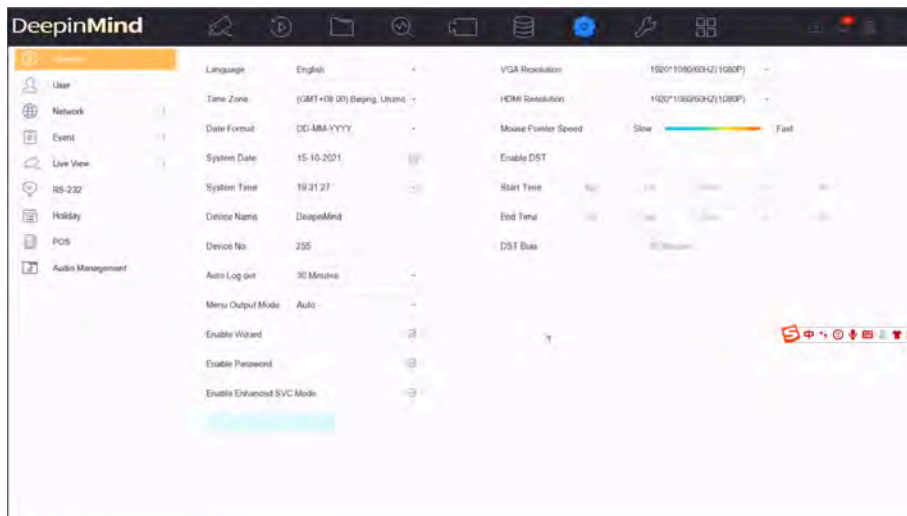 DeepinMind
User
Network
Event
Live View
RS-232
Holiday
POS
Audio Management
Language English
Time Zone (GMT+08:00) Beijing, Urumc
Date Format DD-MM-YYYY
System Date 15-10-2021
System Time 19:31:27
Device Name DeepinMind
Device No. 255
Auto Log out 30 Minutes
Menu Output Mode Auto
Enable Wizard
Enable Password
Enable Enhanced SVC Mode
VGA Resolution 1920*1080/60HZ(1080P)
HDMI Resolution 1920*1080/60HZ(1080P)
Mouse Pointer Speed Slow Fast
Enable DST
Start Time
End Time
DST Bias
中